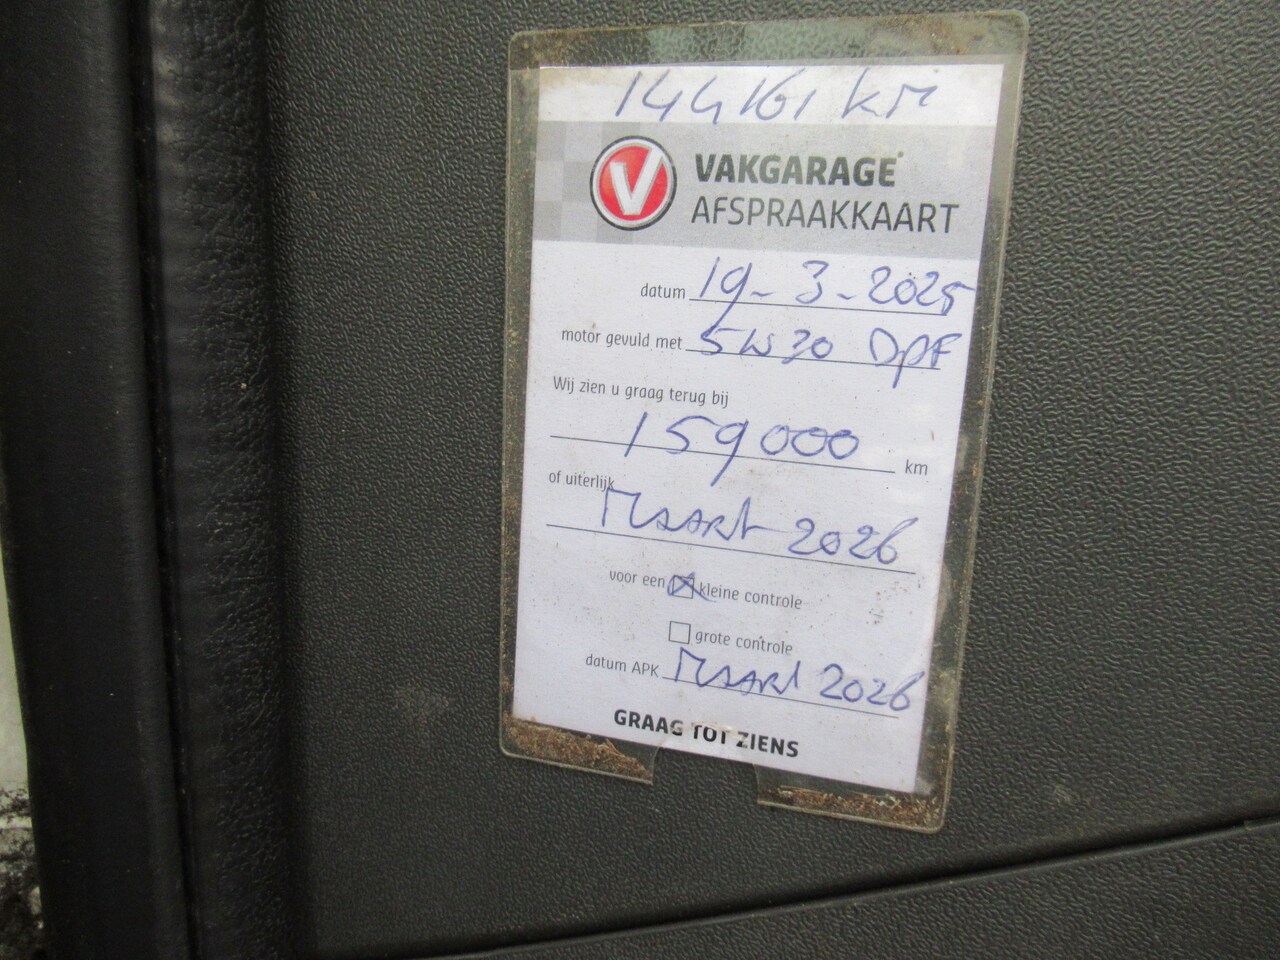 144161 km
V VAKGARAGE
AFSPRAAKKAART
datum 19-3-2025
motor gevuld met 5W30 DPF
Wij zien u graag terug bij
159000 km
of uiterlijk
MAART 2026
voor een kleine controle
grote controle
datum APK MAART 2026
GRAAG TOT ZIENS